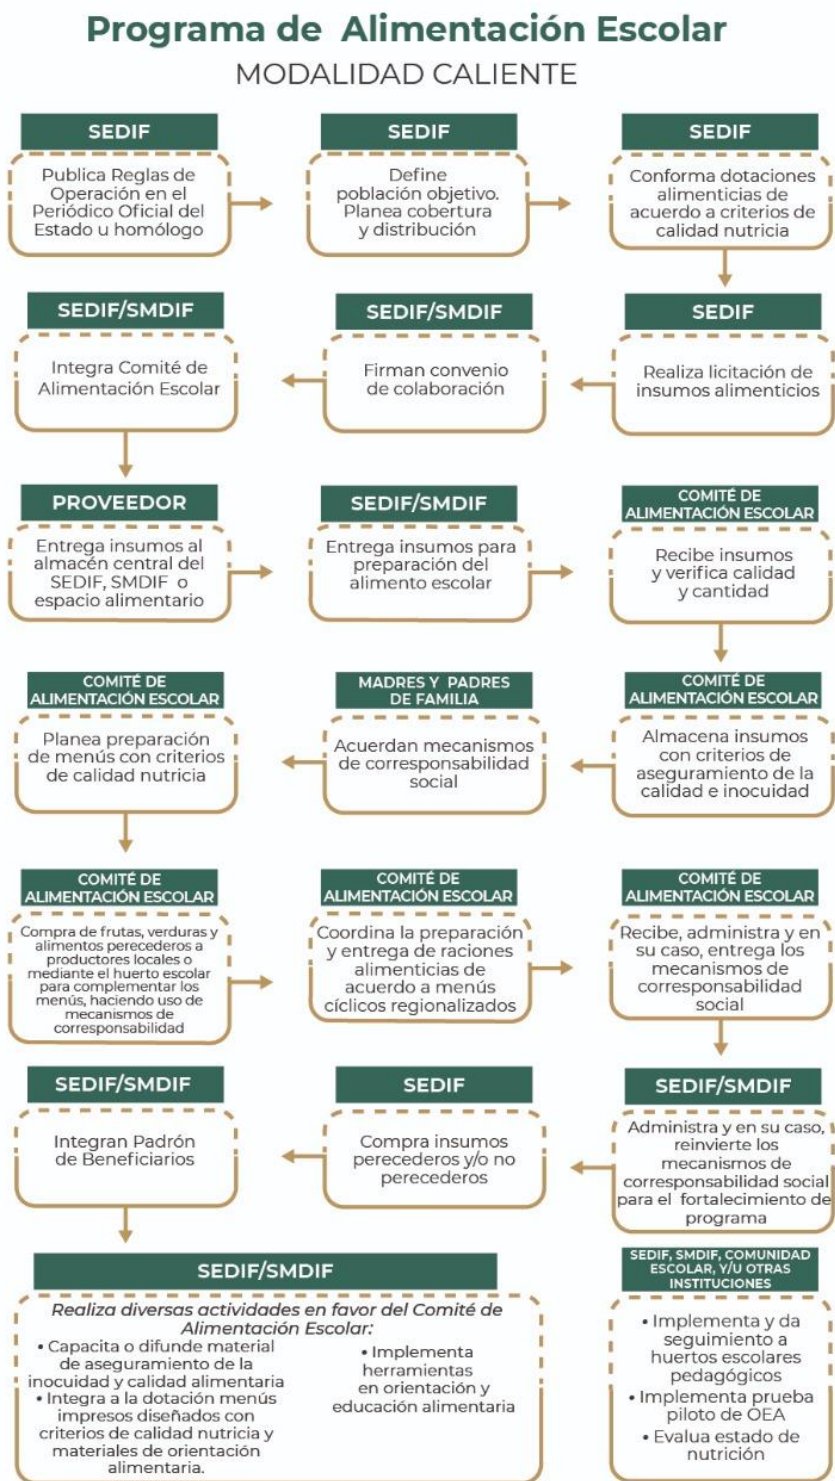 Programa de Alimentación Escolar
MODALIDAD CALIENTE
SEDIF
Publica Reglas de
Operación en el
Periódico Oficial del
Estado u homólogo
SEDIF
Define
población objetivo.
Planea cobertura
y distribución
SEDIF
Conforma dotaciones
alimenticias de
acuerdo a criterios de
calidad nutricia
SEDIF
Realiza licitación de
insumos alimenticios
SEDIF/SMDIF
Firman convenio
de colaboración
SEDIF/SMDIF
Integra Comité de
Alimentación Escolar
PROVEEDOR
Entrega insumos al
almacén central del
SEDIF, SMDIF o
espacio alimentario
SEDIF/SMDIF
Entrega insumos para
preparación del
alimento escolar
COMITÉ DE
ALIMENTACIÓN ESCOLAR
Recibe insumos
y verifica calidad
y cantidad
COMITÉ DE
ALIMENTACIÓN ESCOLAR
Almacena insumos
con criterios de
aseguramiento de la
calidad e inocuidad
MADRES Y PADRES
DE FAMILIA
Acuerdan mecanismos
de corresponsabilidad
social
COMITÉ DE
ALIMENTACIÓN ESCOLAR
Planea preparación
de menús con criterios
de calidad nutricia
COMITÉ DE
ALIMENTACIÓN ESCOLAR
Compra de frutas, verduras y
alimentos perecederos a
productores locales o
mediante el huerto escolar
para complementar los
menús, haciendo uso de
mecanismos de
corresponsabilidad
COMITÉ DE
ALIMENTACIÓN ESCOLAR
Coordina la preparación
y entrega de raciones
alimenticias de
acuerdo a menús
cíclicos regionalizados
COMITÉ DE
ALIMENTACIÓN ESCOLAR
Recibe, administra y en
su caso, entrega los
mecanismos de
corresponsabilidad
social
SEDIF/SMDIF
Administra y en su caso,
reinvierte los
mecanismos de
corresponsabilidad social
para el fortalecimiento de
programa
SEDIF
Compra insumos
perecederos y/o no
perecederos
SEDIF/SMDIF
Integran Padrón
de Beneficiarios
SEDIF/SMDIF
Realiza diversas actividades en favor del Comité de
Alimentación Escolar:
• Capacita o difunde material
de aseguramiento de la
inocuidad y calidad alimentaria
• Integra a la dotación menús
impresos diseñados con
criterios de calidad nutricia y
materiales de orientación
alimentaria.
• Implementa
herramientas
en orientación y
educación alimentaria
SEDIF, SMDIF, COMUNIDAD
ESCOLAR, Y/U OTRAS
INSTITUCIONES
• Implementa y da
seguimiento a
huertos escolares
pedagógicos
• Implementa prueba
piloto de OEA
• Evalua estado de
nutrición